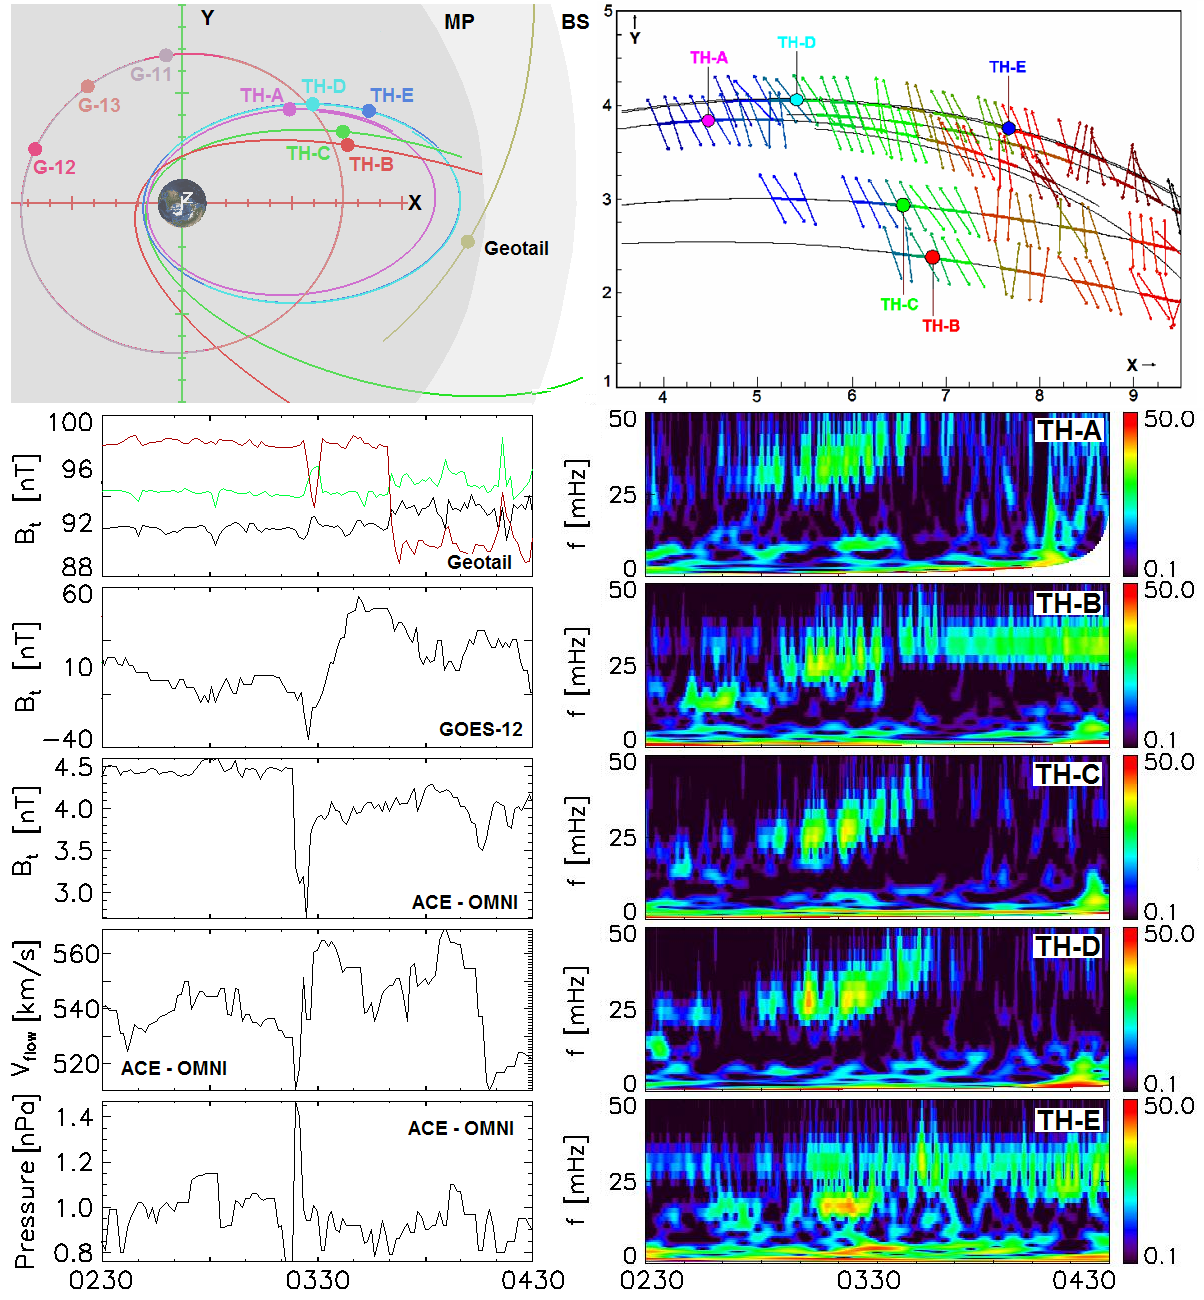 Y
MP
BS
G-11
G-13
G-12
TH-A
TH-D
TH-E
TH-C
TH-B
X
Z
Geotail
5
4
3
2
1
Y
TH-A
TH-D
TH-E
TH-C
TH-B
X →
4 5 6 7 8 9
100
96
92
88
B_t [nT]
Geotail
60
10
−40
B_t [nT]
GOES-12
4.5
4.0
3.5
3.0
B_t [nT]
ACE - OMNI
560
540
520
V_flow [km/s]
ACE - OMNI
1.4
1.2
1.0
0.8
Pressure [nPa]
ACE - OMNI
0230 0330 0430
50
25
0
f [mHz]
TH-A
50.0
0.1
50
25
0
f [mHz]
TH-B
50.0
0.1
50
25
0
f [mHz]
TH-C
50.0
0.1
50
25
0
f [mHz]
TH-D
50.0
0.1
50
25
0
f [mHz]
TH-E
50.0
0.1
0230 0330 0430